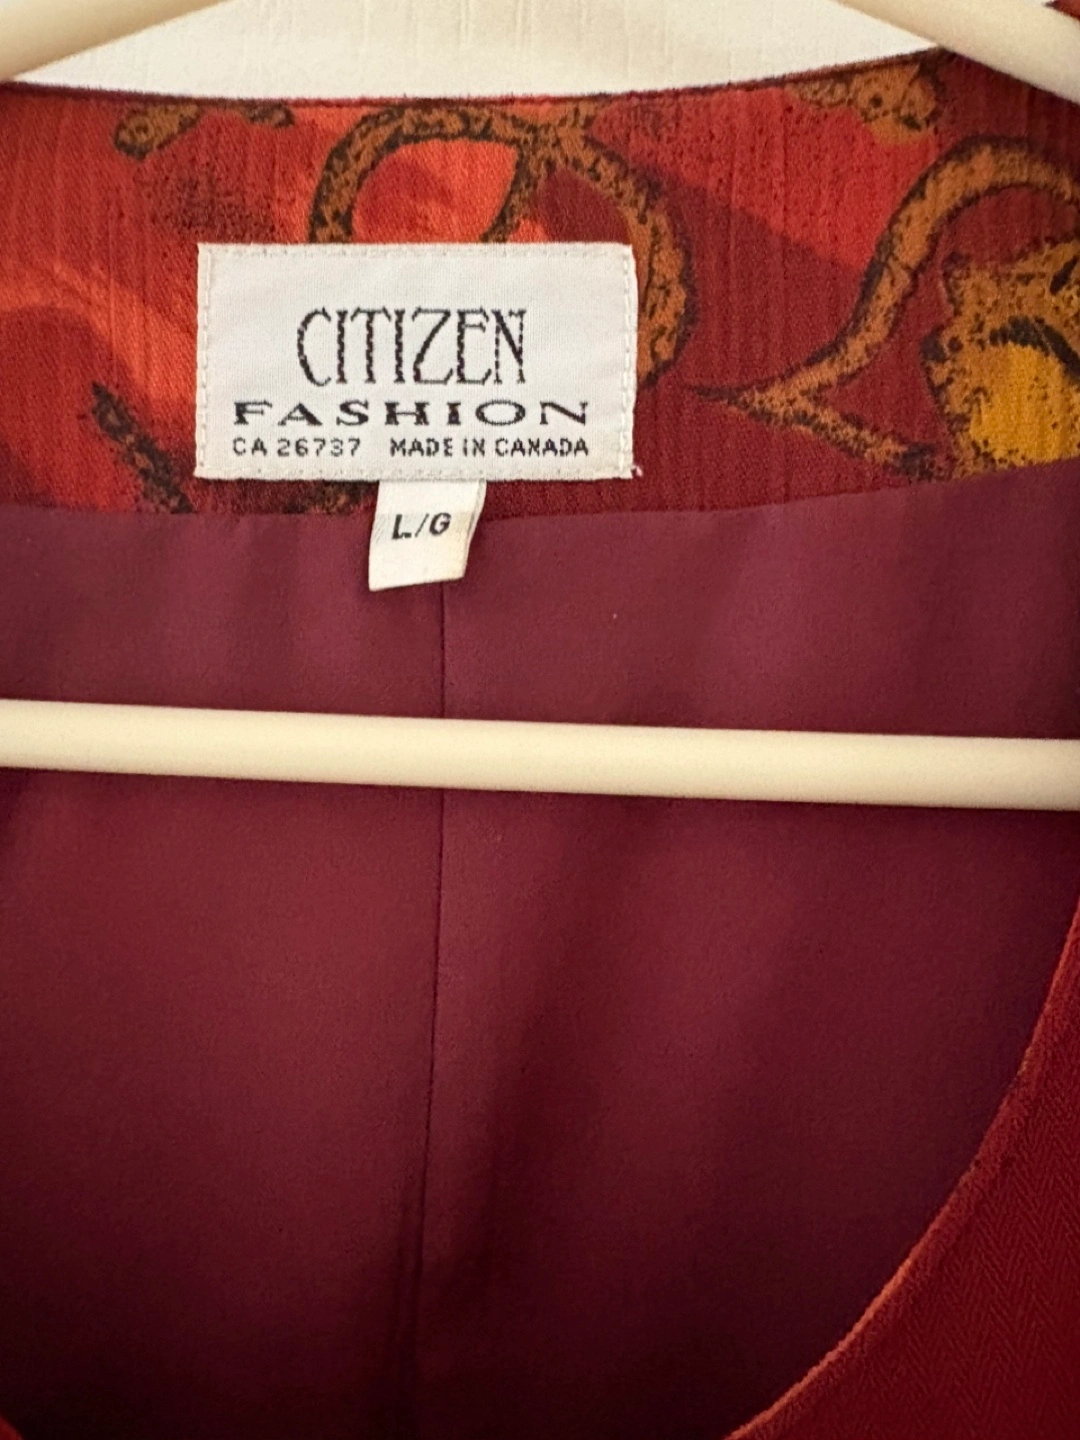 CITIZEN
FASHION
CA 26737 MADE IN CANADA
L/G